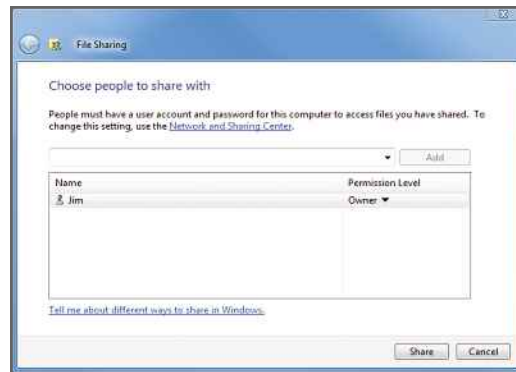 File Sharing
Choose people to share with
People must have a user account and password for this computer to access files you have shared. To
change this setting, use the Network and Sharing Center.
Add
Name Permission Level
Jim Owner
Tell me about different ways to share in Windows.
Share Cancel